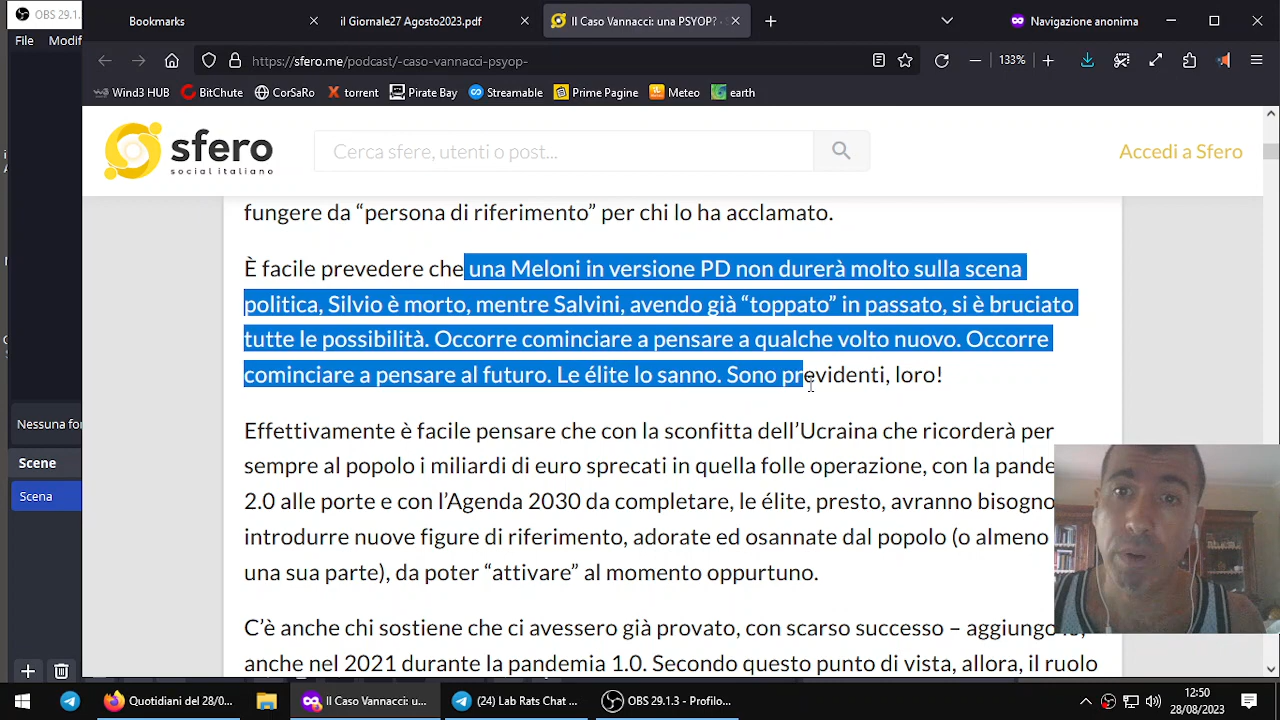 OBS 29.1.
Bookmarks
il Giornale27 Agosto2023.pdf
Il Caso Vannacci: una PSYOP? -
Navigazione anonima
File Modif
https://sfero.me/podcast/-caso-vannacci-psyop-
133%
Wind3 HUB BitChute CorSaRo torrent Pirate Bay Streamable Prime Pagine Meteo earth
sfero
social italiano
Cerca sfere, utenti o post...
Accedi a Sfero
fungere da “persona di riferimento” per chi lo ha acclamato.
È facile prevedere che una Meloni in versione PD non durerà molto sulla scena
politica, Silvio è morto, mentre Salvini, avendo già “toppato” in passato, si è bruciato
tutte le possibilità. Occorre cominciare a pensare a qualche volto nuovo. Occorre
cominciare a pensare al futuro. Le élite lo sanno. Sono previdenti, loro!
Nessuna for
Effettivamente è facile pensare che con la sconfitta dell’Ucraina che ricorderà per
Scene
sempre al popolo i miliardi di euro sprecati in quella folle operazione, con la pande
Scena
2.0 alle porte e con l’Agenda 2030 da completare, le élite, presto, avranno bisogno
introdurre nuove figure di riferimento, adorate ed osannate dal popolo (o almeno
una sua parte), da poter “attivare” al momento oppurtuno.
C’è anche chi sostiene che ci avessero già provato, con scarso successo – aggiungo io,
anche nel 2021 durante la pandemia 1.0. Secondo questo punto di vista, allora, il ruolo
Quotidiani del 28/0...
Il Caso Vannacci: u...
(24) Lab Rats Chat ...
OBS 29.1.3 - Profilo...
12:50
28/08/2023